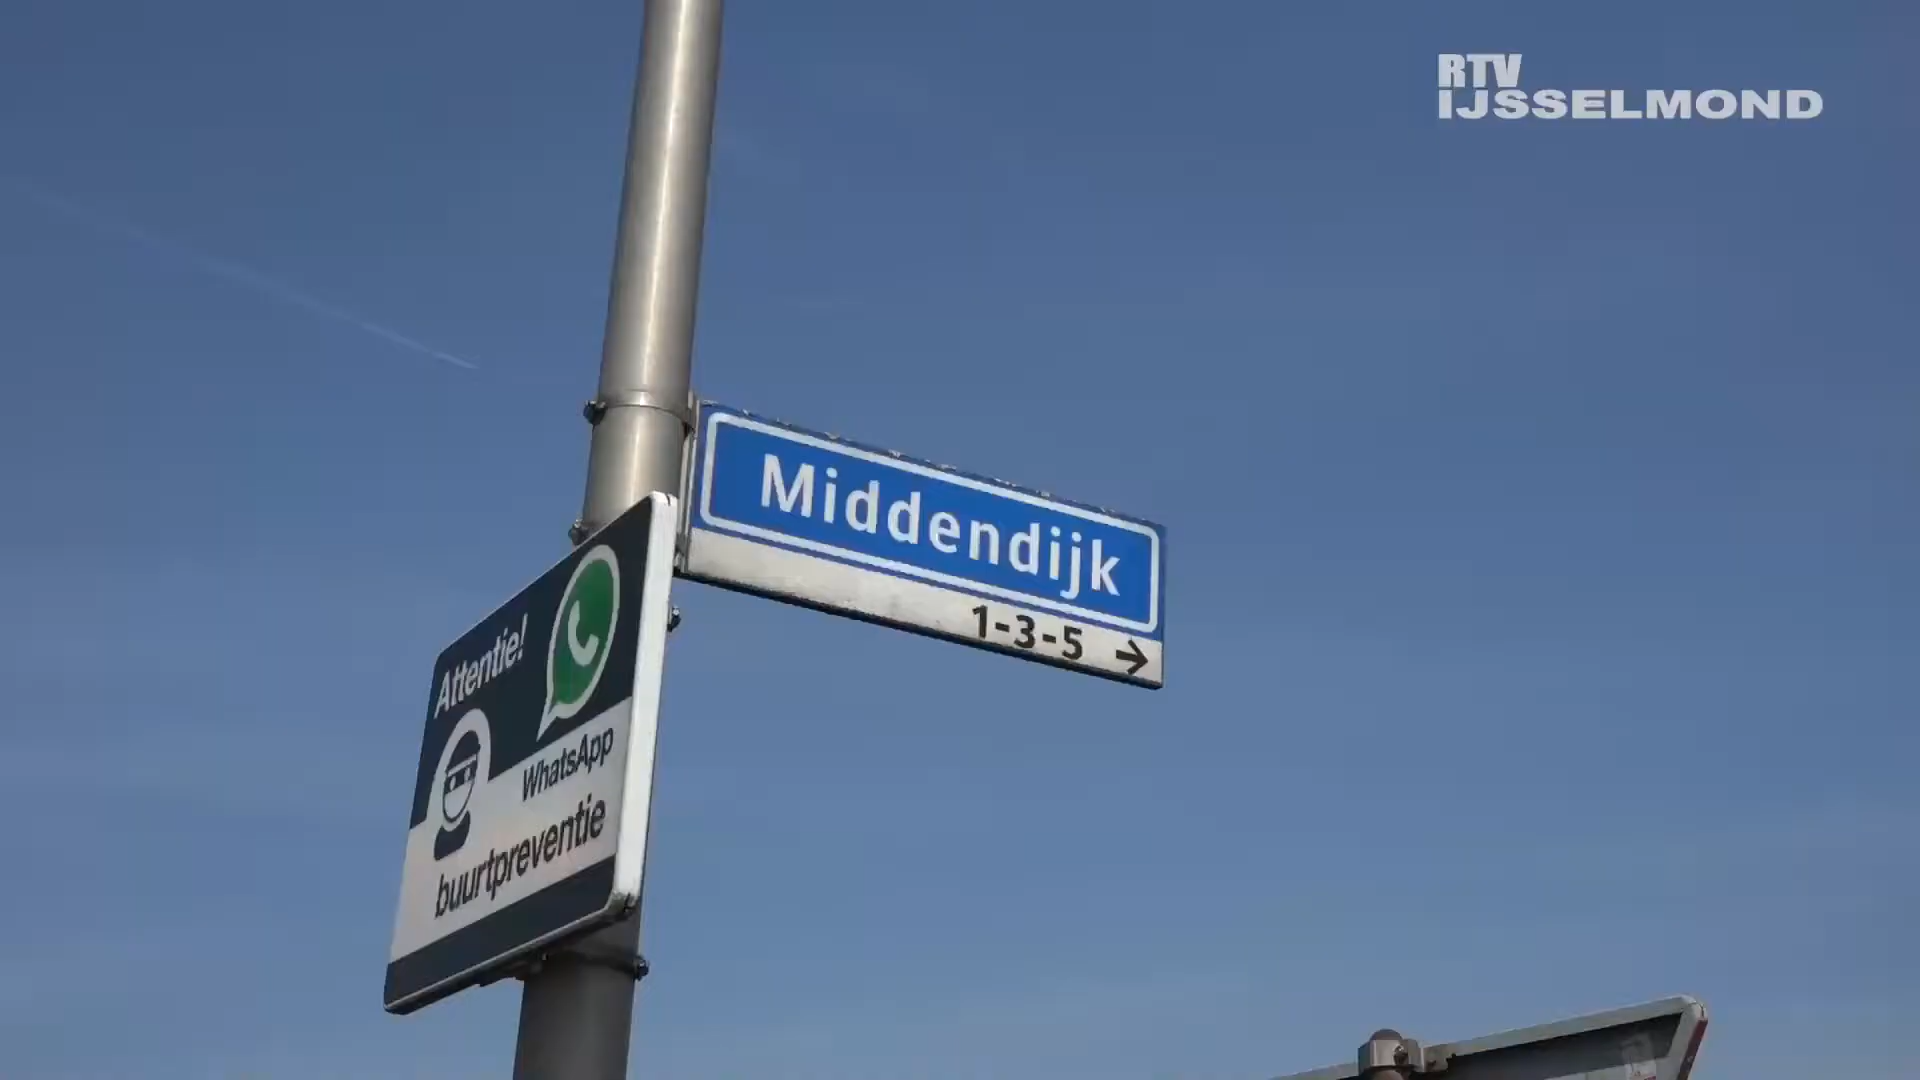 RTV
IJSSELMOND
Middendijk
1-3-5 →
Attentie!
WhatsApp
buurtpreventie